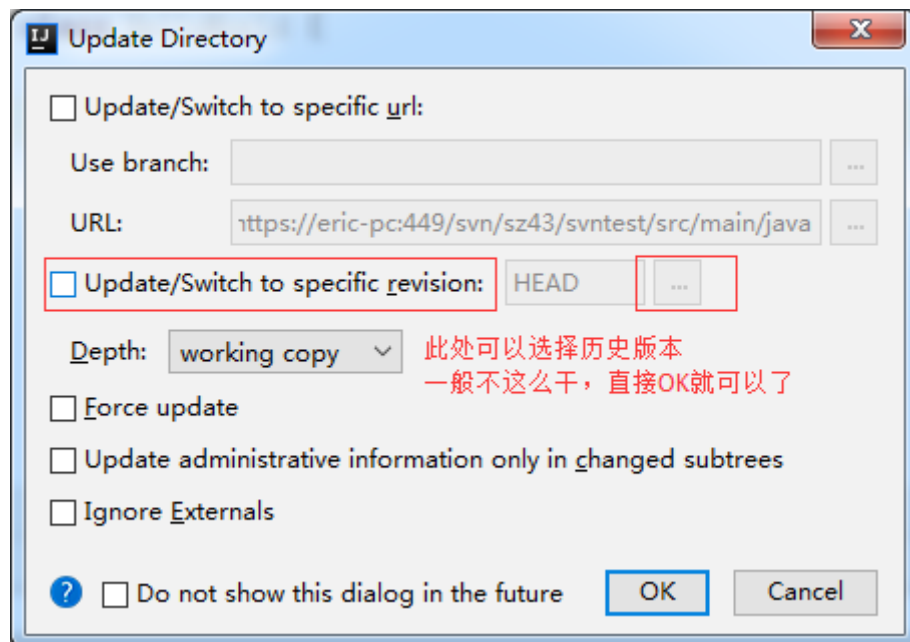 IJ Update Directory
Update/Switch to specific url:
Use branch:
...
URL: https://eric-pc:449/svn/sz43/svntest/src/main/java ...
Update/Switch to specific revision: HEAD ...
Depth: working copy
此处可以选择历史版本
一般不这么干，直接OK就可以了
Force update
Update administrative information only in changed subtrees
Ignore Externals
? Do not show this dialog in the future OK Cancel